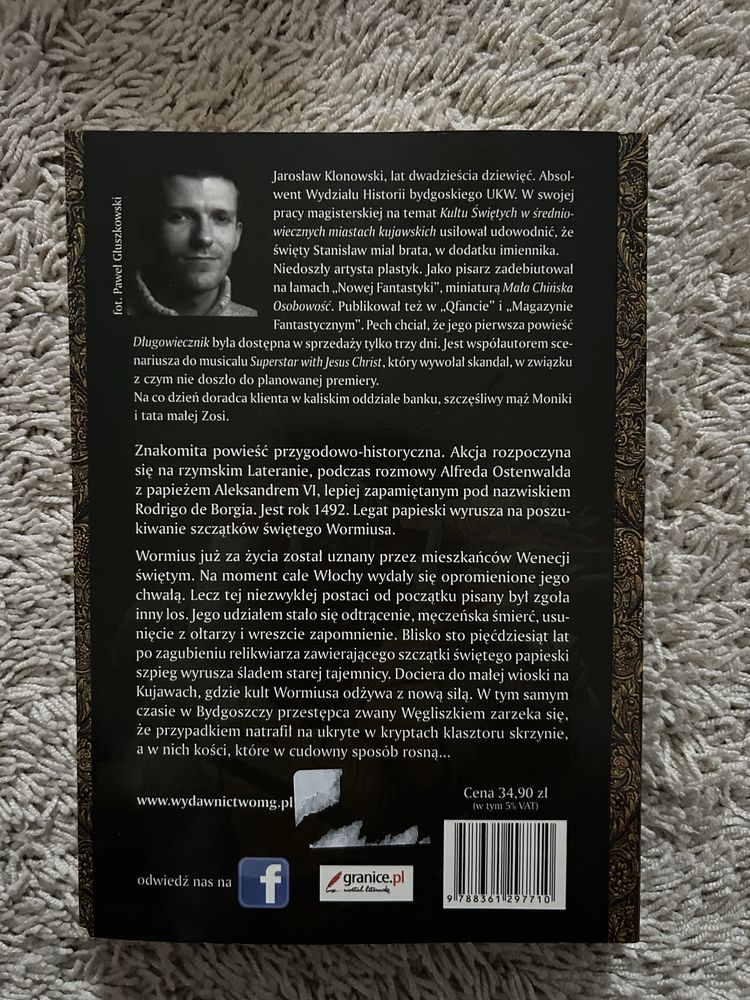 fot. Paweł Głuszkowski
Jarosław Klonowski, lat dwadzieścia dziewięć. Absol-
went Wydziału Historii bydgoskiego UKW. W swojej
pracy magisterskiej na temat Kultu Świętych w średnio-
wiecznych miastach kujawskich usiłował udowodnić, że
święty Stanisław miał brata, w dodatku imiennika.
Niedoszły artysta plastyk. Jako pisarz zadebiutował
na łamach „Nowej Fantastyki", miniaturą Mała Chińska
Osobowość. Publikował też w „Qfancie" i „Magazynie
Fantastycznym". Pech chciał, że jego pierwsza powieść
Długowiecznik była dostępna w sprzedaży tylko trzy dni. Jest współautorem sce-
nariusza do musicalu Superstar with Jesus Christ, który wywołał skandal, w związku
z czym nie doszło do planowanej premiery.
Na co dzień doradca klienta w kaliskim oddziale banku, szczęśliwy mąż Moniki
i tata małej Zosi.
Znakomita powieść przygodowo-historyczna. Akcja rozpoczyna
się na rzymskim Lateranie, podczas rozmowy Alfreda Ostenwalda
z papieżem Aleksandrem VI, lepiej zapamiętanym pod nazwiskiem
Rodrigo de Borgia. Jest rok 1492. Legat papieski wyrusza na poszu-
kiwanie szczątków świętego Wormiusa.
Wormius już za życia został uznany przez mieszkańców Wenecji
świętym. Na moment całe Włochy wydały się opromienione jego
chwałą. Lecz tej niezwykłej postaci od początku pisany był zgoła
inny los. Jego udziałem stało się odtrącenie, męczeńska śmierć, usu-
nięcie z ołtarzy i wreszcie zapomnienie. Blisko sto pięćdziesiąt lat
po zagubieniu relikwiarza zawierającego szczątki świętego papieski
szpieg wyrusza śladem starej tajemnicy. Dociera do małej wioski na
Kujawach, gdzie kult Wormiusa odżywa z nową siłą. W tym samym
czasie w Bydgoszczy przestępca zwany Węgliszkiem zarzeka się,
że przypadkiem natrafił na ukryte w kryptach klasztoru skrzynie,
a w nich kości, które w cudowny sposób rosną...
www.wydawnictwomg.pl
Cena 34,90 zł
(w tym 5% VAT)
odwiedź nas na f
granice.pl
wortal literacki
9 788361 297710